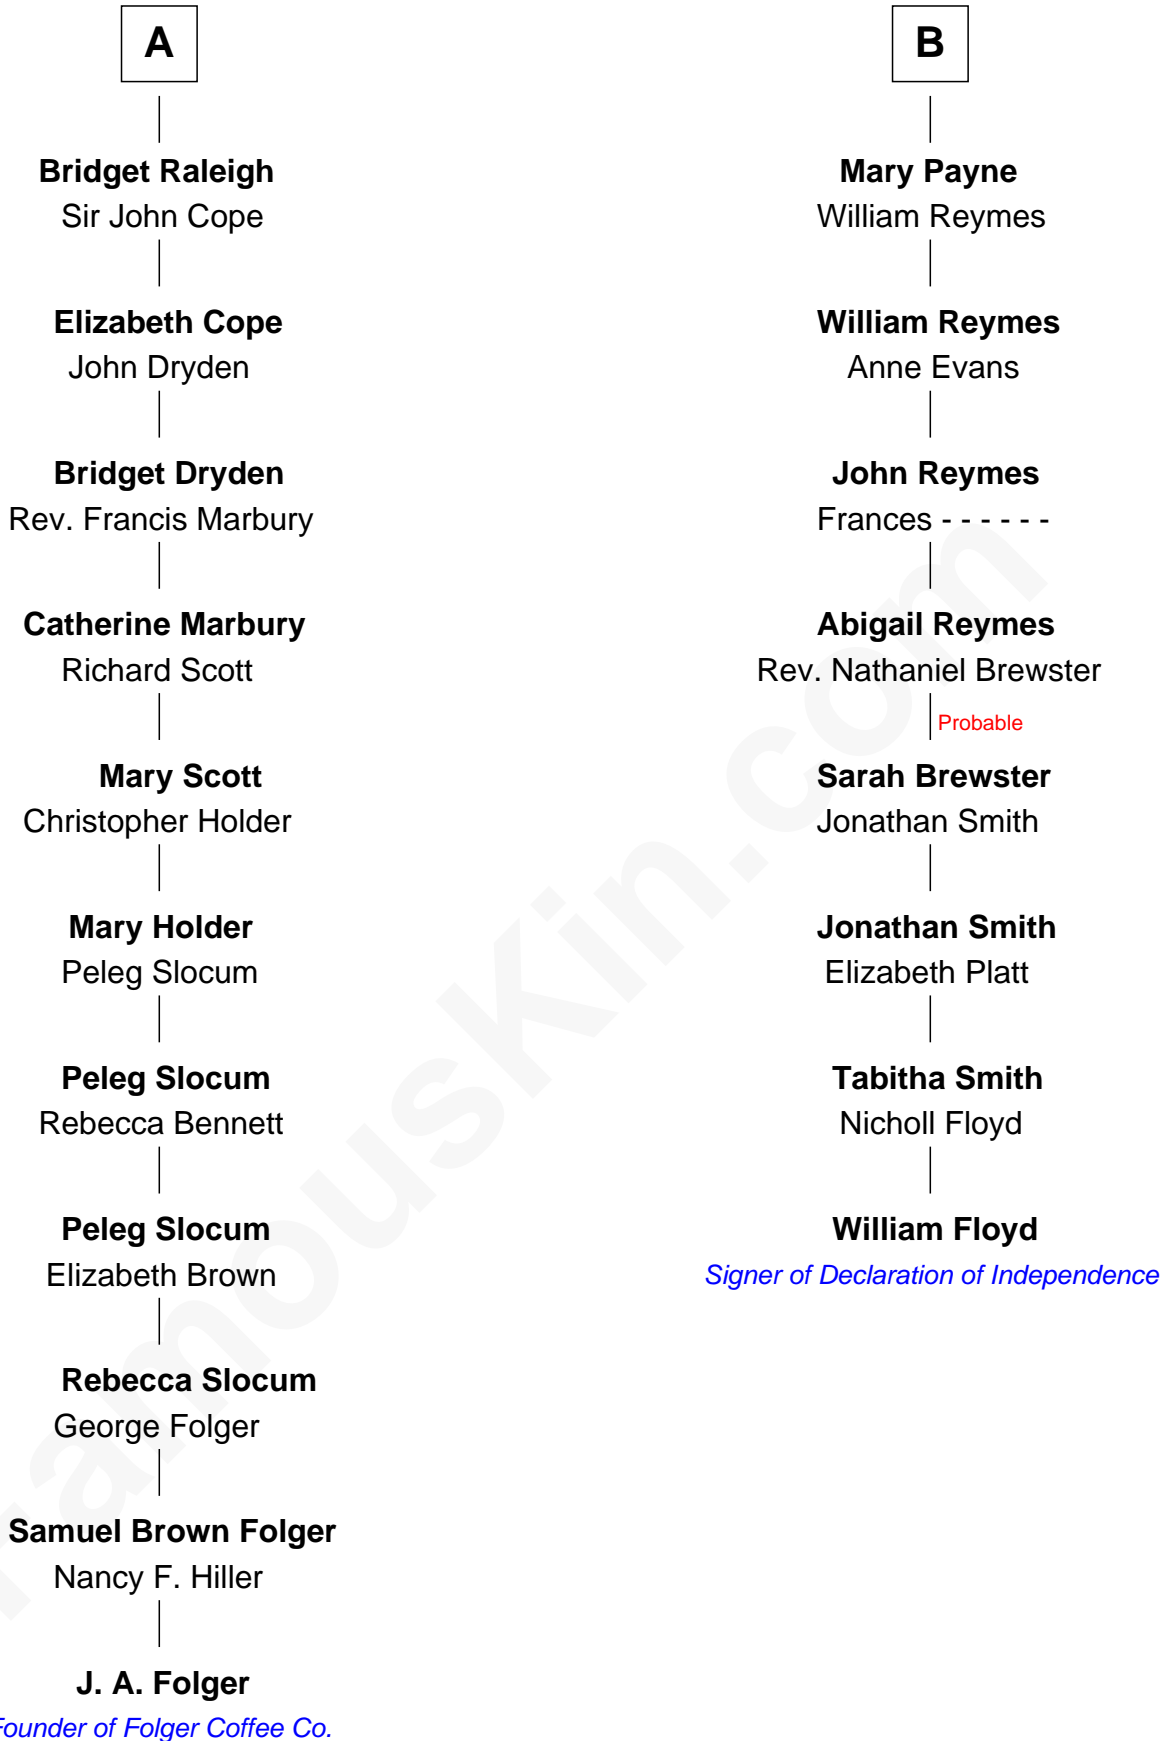 A
Bridget Raleigh
Sir John Cope
Elizabeth Cope
John Dryden
Bridget Dryden
Rev. Francis Marbury
Catherine Marbury
Richard Scott
Mary Scott
Christopher Holder
Mary Holder
Peleg Slocum
Peleg Slocum
Rebecca Bennett
Peleg Slocum
Elizabeth Brown
Rebecca Slocum
George Folger
Samuel Brown Folger
Nancy F. Hiller
J. A. Folger
Founder of Folger Coffee Co.
B
Mary Payne
William Reymes
William Reymes
Anne Evans
John Reymes
Frances - - - - - -
Abigail Reymes
Rev. Nathaniel Brewster
Probable
Sarah Brewster
Jonathan Smith
Jonathan Smith
Elizabeth Platt
Tabitha Smith
Nicholl Floyd
William Floyd
Signer of Declaration of Independence
FamousKin.com